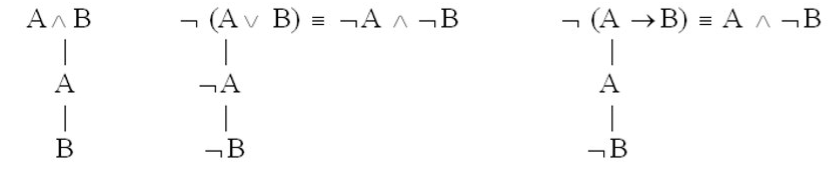 A ∧ B ¬ (A ∨ B) ≡ ¬A ∧ ¬B ¬ (A → B) ≡ A ∧ ¬B
| | |
A ¬A A
| | |
B ¬B ¬B